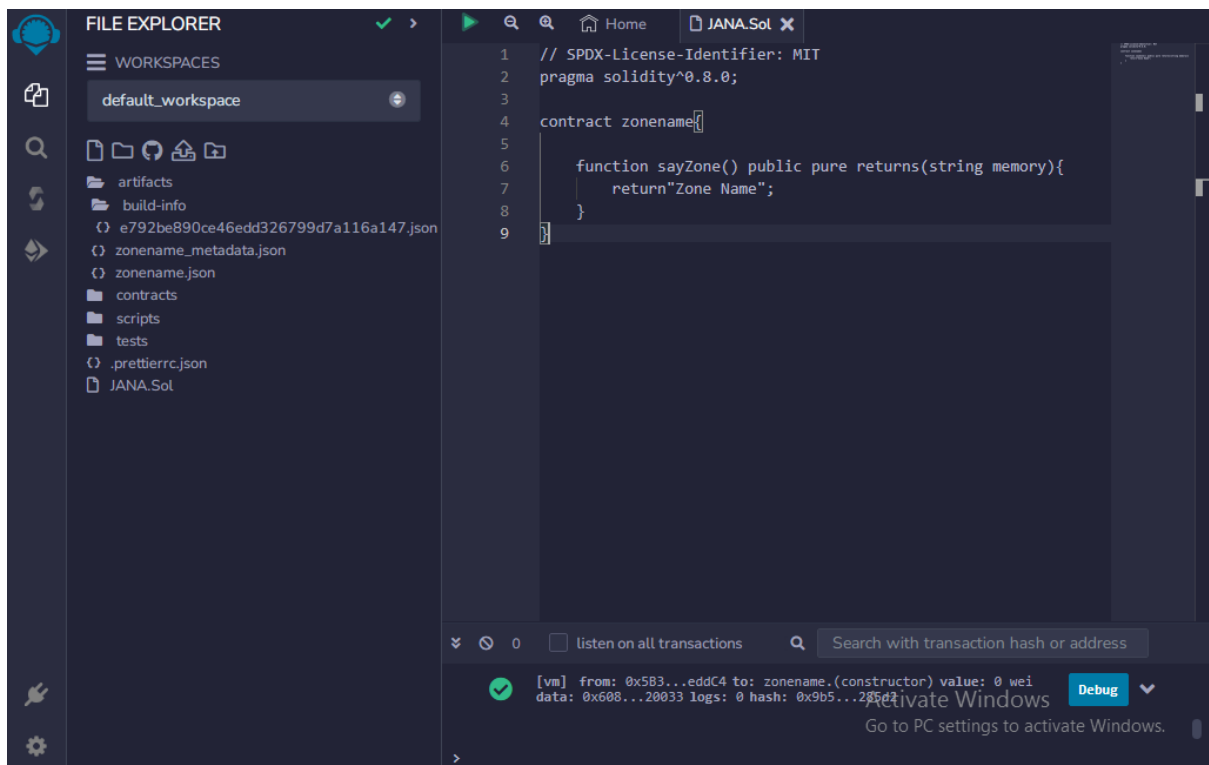 FILE EXPLORER
WORKSPACES
default_workspace
artifacts
build-info
e792be890ce46edd326799d7a116a147.json
zonename_metadata.json
zonename.json
contracts
scripts
tests
.prettierrc.json
JANA.Sol
Home
JANA.Sol
1 // SPDX-License-Identifier: MIT
2 pragma solidity^0.8.0;
3
4 contract zonename{
5
6 function sayZone() public pure returns(string memory){
7 return"Zone Name";
8 }
9 }
0 listen on all transactions Search with transaction hash or address
[vm] from: 0x5B3...eddC4 to: zonename.(constructor) value: 0 wei
data: 0x608...20033 logs: 0 hash: 0x9b5...285d2
Debug
Activate Windows
Go to PC settings to activate Windows.
>